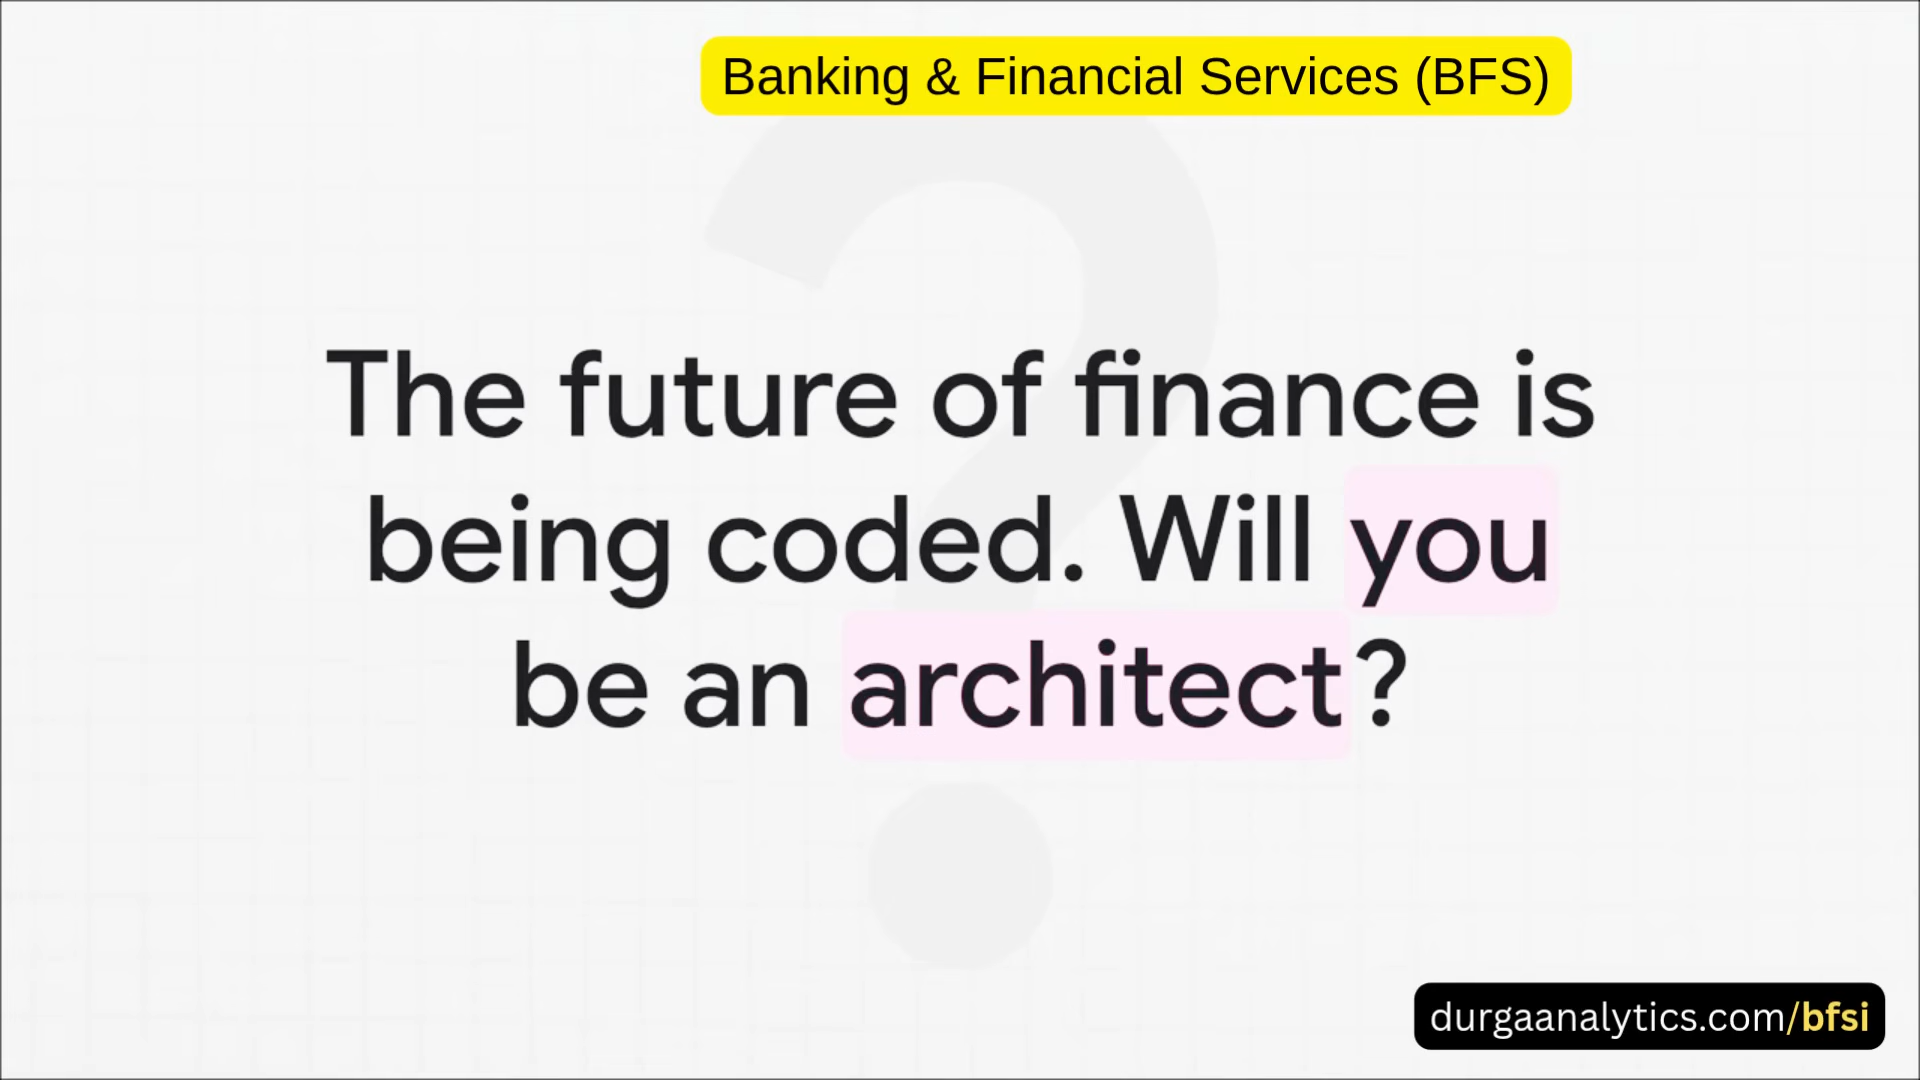 Banking & Financial Services (BFS)
The future of finance is
being coded. Will you
be an architect?
durgaanalytics.com/bfsi